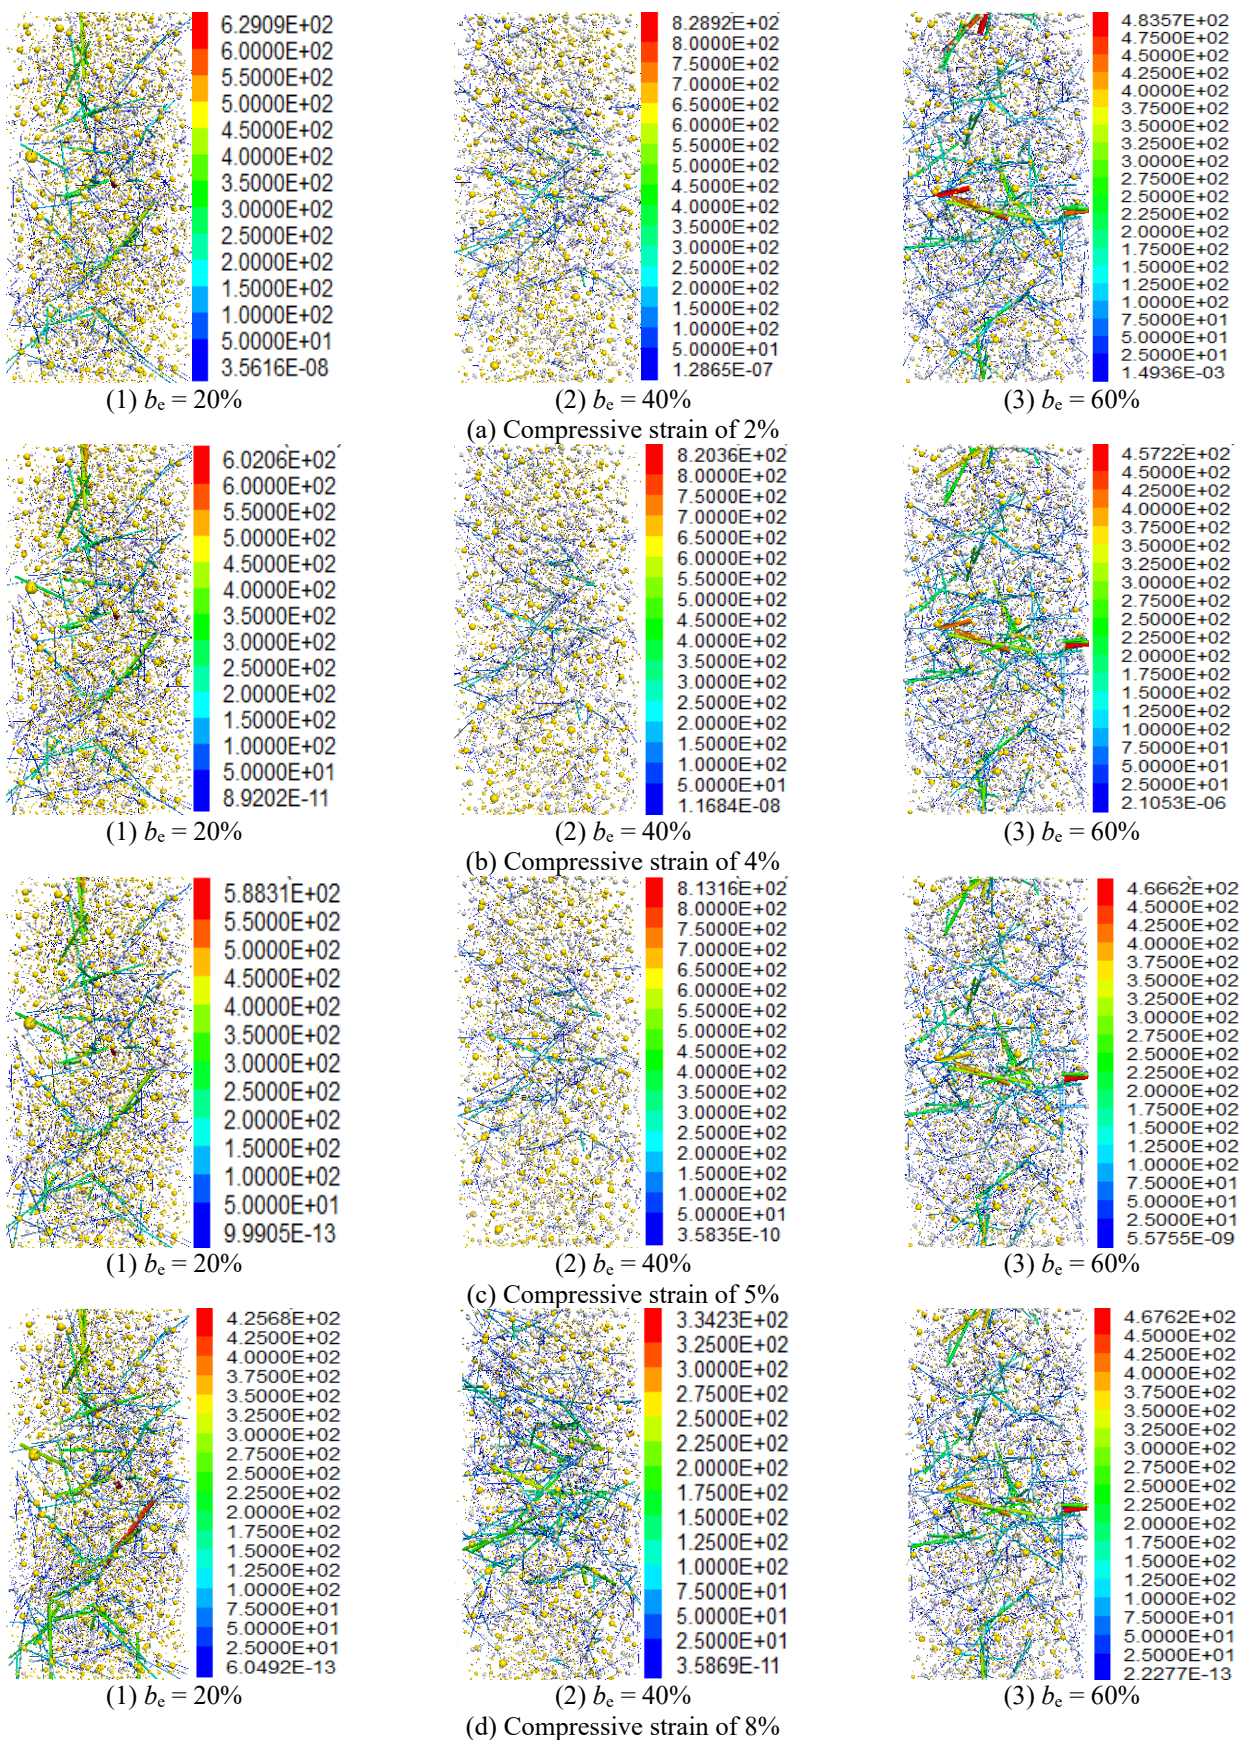 6.2909E+02
6.0000E+02
5.5000E+02
5.0000E+02
4.5000E+02
4.0000E+02
3.5000E+02
3.0000E+02
2.5000E+02
2.0000E+02
1.5000E+02
1.0000E+02
5.0000E+01
3.5616E-08
(1) be = 20%
8.2892E+02
8.0000E+02
7.5000E+02
7.0000E+02
6.5000E+02
6.0000E+02
5.5000E+02
5.0000E+02
4.5000E+02
4.0000E+02
3.5000E+02
3.0000E+02
2.5000E+02
2.0000E+02
1.5000E+02
1.0000E+02
5.0000E+01
1.2865E-07
(2) be = 40%
4.8357E+02
4.7500E+02
4.5000E+02
4.2500E+02
4.0000E+02
3.7500E+02
3.5000E+02
3.2500E+02
3.0000E+02
2.7500E+02
2.5000E+02
2.2500E+02
2.0000E+02
1.7500E+02
1.5000E+02
1.2500E+02
1.0000E+02
7.5000E+01
5.0000E+01
2.5000E+01
1.4936E-03
(3) be = 60%
(a) Compressive strain of 2%
6.0206E+02
6.0000E+02
5.5000E+02
5.0000E+02
4.5000E+02
4.0000E+02
3.5000E+02
3.0000E+02
2.5000E+02
2.0000E+02
1.5000E+02
1.0000E+02
5.0000E+01
8.9202E-11
(1) be = 20%
8.2036E+02
8.0000E+02
7.5000E+02
7.0000E+02
6.5000E+02
6.0000E+02
5.5000E+02
5.0000E+02
4.5000E+02
4.0000E+02
3.5000E+02
3.0000E+02
2.5000E+02
2.0000E+02
1.5000E+02
1.0000E+02
5.0000E+01
1.1684E-08
(2) be = 40%
4.5722E+02
4.5000E+02
4.2500E+02
4.0000E+02
3.7500E+02
3.5000E+02
3.2500E+02
3.0000E+02
2.7500E+02
2.5000E+02
2.2500E+02
2.0000E+02
1.7500E+02
1.5000E+02
1.2500E+02
1.0000E+02
7.5000E+01
5.0000E+01
2.5000E+01
2.1053E-06
(3) be = 60%
(b) Compressive strain of 4%
5.8831E+02
5.5000E+02
5.0000E+02
4.5000E+02
4.0000E+02
3.5000E+02
3.0000E+02
2.5000E+02
2.0000E+02
1.5000E+02
1.0000E+02
5.0000E+01
9.9905E-13
(1) be = 20%
8.1316E+02
8.0000E+02
7.5000E+02
7.0000E+02
6.5000E+02
6.0000E+02
5.5000E+02
5.0000E+02
4.5000E+02
4.0000E+02
3.5000E+02
3.0000E+02
2.5000E+02
2.0000E+02
1.5000E+02
1.0000E+02
5.0000E+01
3.5835E-10
(2) be = 40%
4.6662E+02
4.5000E+02
4.2500E+02
4.0000E+02
3.7500E+02
3.5000E+02
3.2500E+02
3.0000E+02
2.7500E+02
2.5000E+02
2.2500E+02
2.0000E+02
1.7500E+02
1.5000E+02
1.2500E+02
1.0000E+02
7.5000E+01
5.0000E+01
2.5000E+01
5.5755E-09
(3) be = 60%
(c) Compressive strain of 5%
4.2568E+02
4.2500E+02
4.0000E+02
3.7500E+02
3.5000E+02
3.2500E+02
3.0000E+02
2.7500E+02
2.5000E+02
2.2500E+02
2.0000E+02
1.7500E+02
1.5000E+02
1.2500E+02
1.0000E+02
7.5000E+01
5.0000E+01
2.5000E+01
6.0492E-13
(1) be = 20%
3.3423E+02
3.2500E+02
3.0000E+02
2.7500E+02
2.5000E+02
2.2500E+02
2.0000E+02
1.7500E+02
1.5000E+02
1.2500E+02
1.0000E+02
7.5000E+01
5.0000E+01
2.5000E+01
3.5869E-11
(2) be = 40%
4.6762E+02
4.5000E+02
4.2500E+02
4.0000E+02
3.7500E+02
3.5000E+02
3.2500E+02
3.0000E+02
2.7500E+02
2.5000E+02
2.2500E+02
2.0000E+02
1.7500E+02
1.5000E+02
1.2500E+02
1.0000E+02
7.5000E+01
5.0000E+01
2.5000E+01
2.2277E-13
(3) be = 60%
(d) Compressive strain of 8%